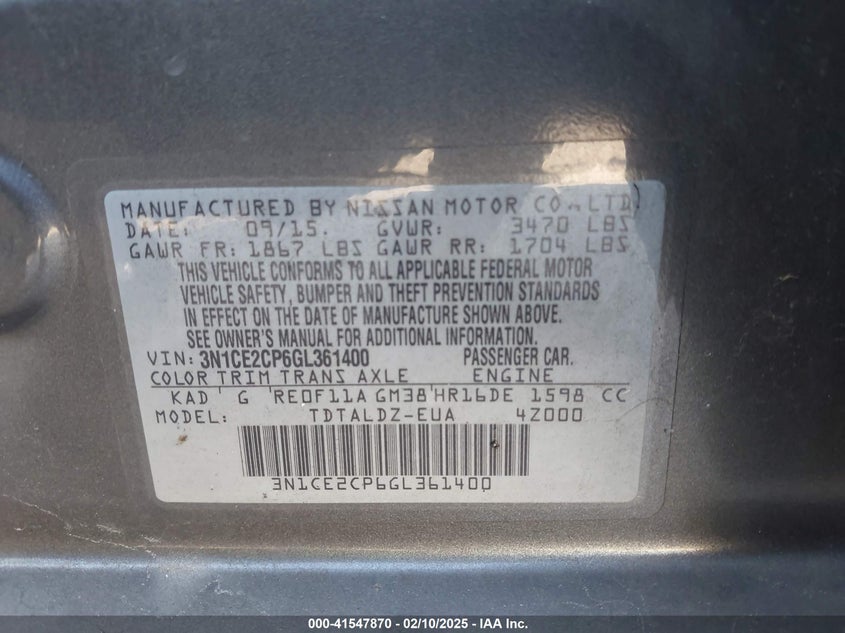 MANUFACTURED BY NISSAN MOTOR CO., LTD
DATE: 09/15. GVWR: 3470 LBS
GAWR FR: 1867 LBS GAWR RR: 1704 LBS
THIS VEHICLE CONFORMS TO ALL APPLICABLE FEDERAL MOTOR
VEHICLE SAFETY, BUMPER AND THEFT PREVENTION STANDARDS
IN EFFECT ON THE DATE OF MANUFACTURE SHOWN ABOVE.
SEE OWNER'S MANUAL FOR ADDITIONAL INFORMATION.
VIN: 3N1CE2CP6GL361400 PASSENGER CAR.
COLOR TRIM TRANS AXLE ENGINE
KAD G RE0F11A GM38 HR16DE 1598 CC
MODEL: TDTALDZ-EUA 4Z000
3N1CE2CP6GL361400
000-41547870 — 02/10/2025 — IAA Inc.